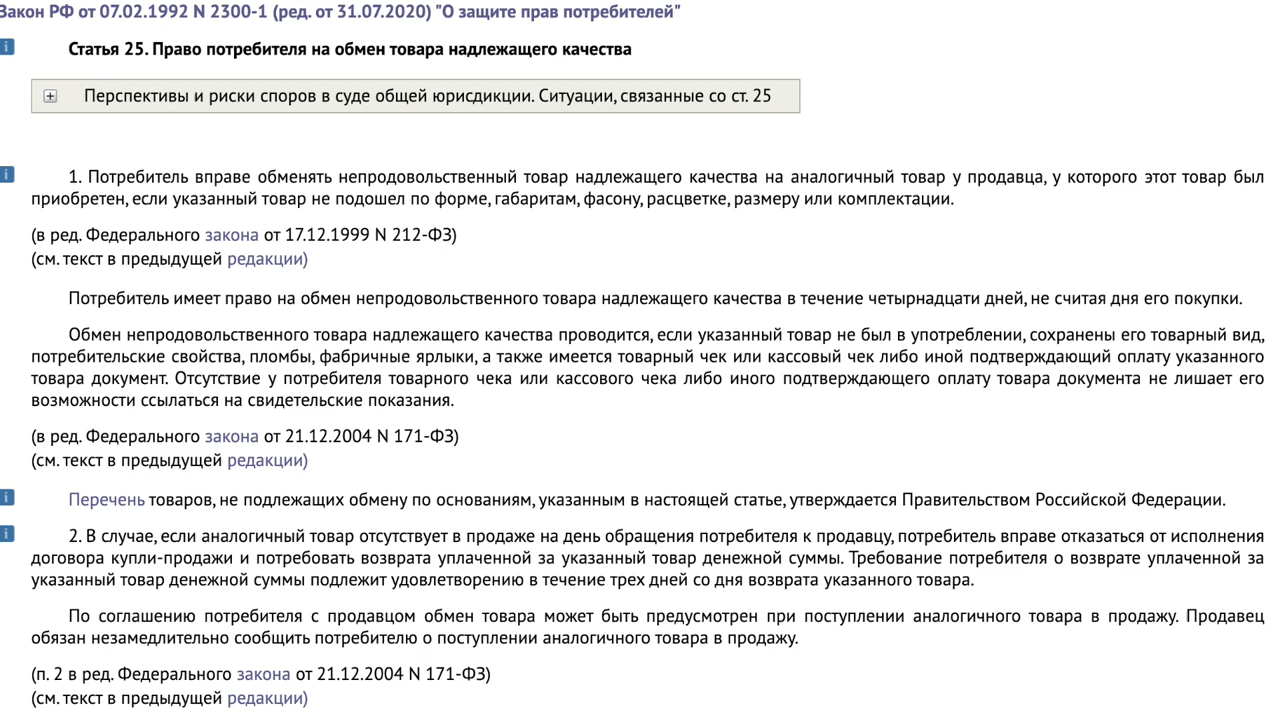 Закон РФ от 07.02.1992 N 2300-1 (ред. от 31.07.2020) "О защите прав потребителей"
Статья 25. Право потребителя на обмен товара надлежащего качества
Перспективы и риски споров в суде общей юрисдикции. Ситуации, связанные со ст. 25
1. Потребитель вправе обменять непродовольственный товар надлежащего качества на аналогичный товар у продавца, у которого этот товар был
приобретен, если указанный товар не подошел по форме, габаритам, фасону, расцветке, размеру или комплектации.
(в ред. Федерального закона от 17.12.1999 N 212-ФЗ)
(см. текст в предыдущей редакции)
Потребитель имеет право на обмен непродовольственного товара надлежащего качества в течение четырнадцати дней, не считая дня его покупки.
Обмен непродовольственного товара надлежащего качества проводится, если указанный товар не был в употреблении, сохранены его товарный вид,
потребительские свойства, пломбы, фабричные ярлыки, а также имеется товарный чек или кассовый чек либо иной подтверждающий оплату указанного
товара документ. Отсутствие у потребителя товарного чека или кассового чека либо иного подтверждающего оплату товара документа не лишает его
возможности ссылаться на свидетельские показания.
(в ред. Федерального закона от 21.12.2004 N 171-ФЗ)
(см. текст в предыдущей редакции)
Перечень товаров, не подлежащих обмену по основаниям, указанным в настоящей статье, утверждается Правительством Российской Федерации.
2. В случае, если аналогичный товар отсутствует в продаже на день обращения потребителя к продавцу, потребитель вправе отказаться от исполнения
договора купли-продажи и потребовать возврата уплаченной за указанный товар денежной суммы. Требование потребителя о возврате уплаченной за
указанный товар денежной суммы подлежит удовлетворению в течение трех дней со дня возврата указанного товара.
По соглашению потребителя с продавцом обмен товара может быть предусмотрен при поступлении аналогичного товара в продажу. Продавец
обязан незамедлительно сообщить потребителю о поступлении аналогичного товара в продажу.
(п. 2 в ред. Федерального закона от 21.12.2004 N 171-ФЗ)
(см. текст в предыдущей редакции)